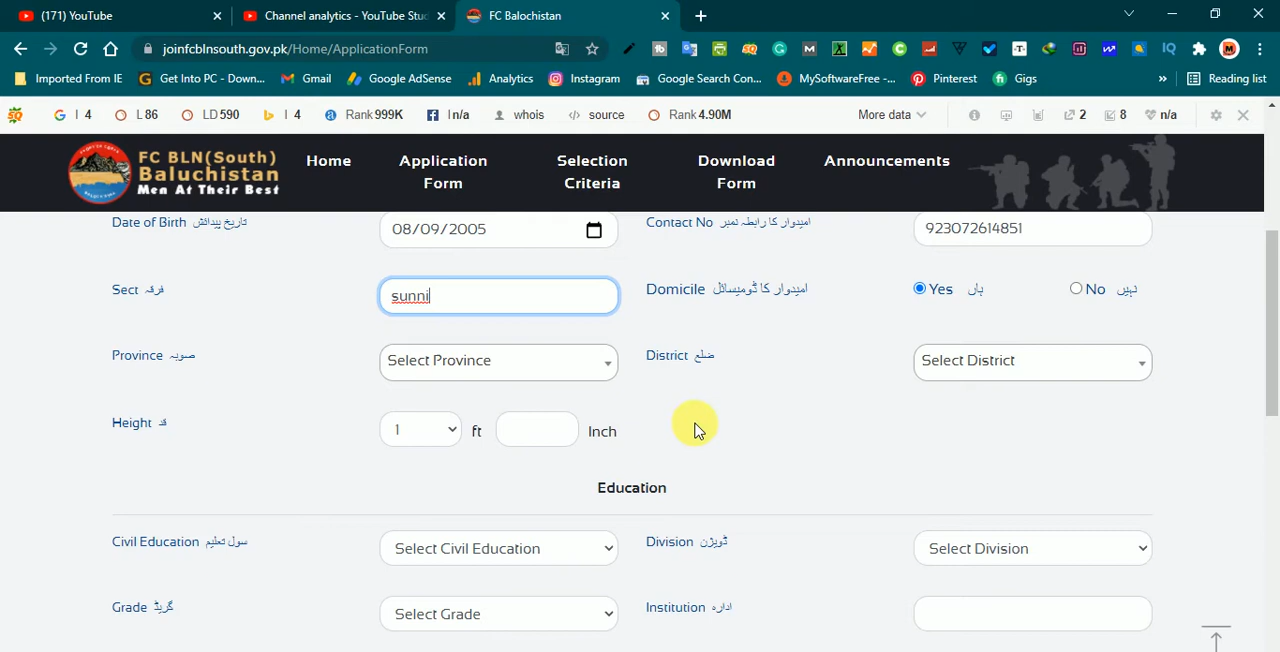 (171) YouTube
Channel analytics - YouTube Stud
FC Balochistan
joinfcblnsouth.gov.pk/Home/ApplicationForm
Imported From IE
Get Into PC - Down...
Gmail
Google AdSense
Analytics
Instagram
Google Search Con...
MySoftwareFree -...
Pinterest
Gigs
»
Reading list
I 4
L 86
LD 590
I 4
Rank 999K
I n/a
whois
source
Rank 4.90M
More data
2
8
n/a
FC BLN(South)
Baluchistan
Men At Their Best
Home
Application Form
Selection Criteria
Download Form
Announcements
Date of Birth تاریخ پیدائش
08/09/2005
Contact No امیدوار کا رابطہ نمبر
923072614851
Sect فرقہ
sunni
Domicile امیدوار کا ڈومیسائل
Yes ہاں
No نہیں
Province صوبہ
Select Province
District ضلع
Select District
Height قد
1 ft
Inch
Education
Civil Education سول تعلیم
Select Civil Education
Division ڈویژن
Select Division
Grade گریڈ
Select Grade
Institution ادارہ